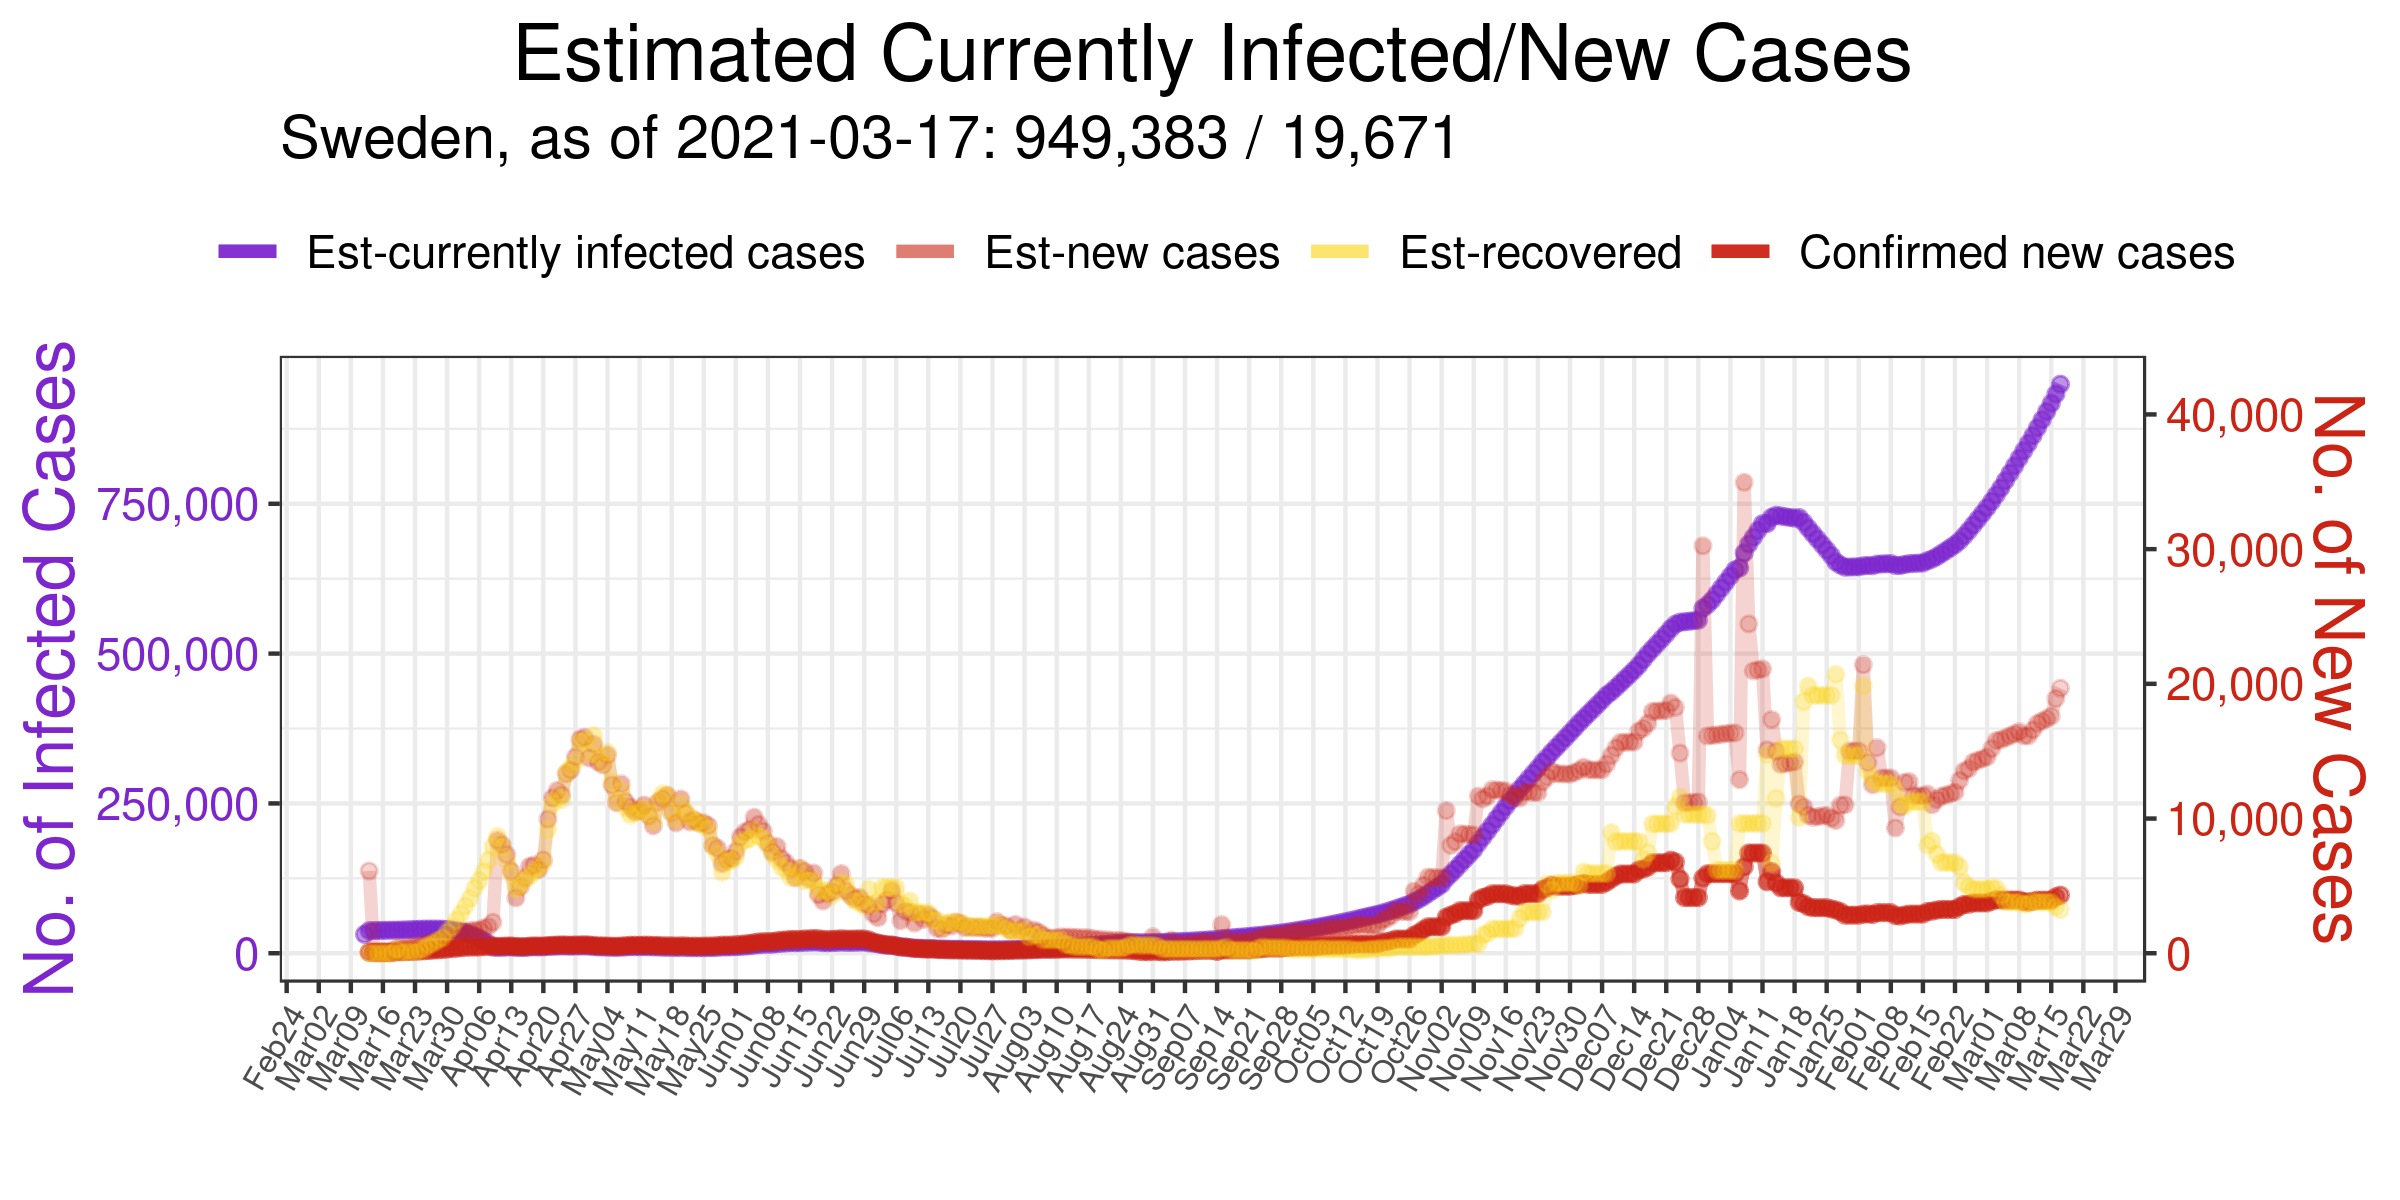 Estimated Currently Infected/New Cases
Sweden, as of 2021-03-17: 949,383 / 19,671
Est-currently infected cases
Est-new cases
Est-recovered
Confirmed new cases
No. of Infected Cases
750,000
500,000
250,000
0
40,000
30,000
20,000
10,000
0
No. of New Cases
Feb24
Mar02
Mar09
Mar16
Mar23
Mar30
Apr06
Apr13
Apr20
Apr27
May04
May11
May18
May25
Jun01
Jun08
Jun15
Jun22
Jun29
Jul06
Jul13
Jul20
Jul27
Aug03
Aug10
Aug17
Aug24
Aug31
Sep07
Sep14
Sep21
Sep28
Oct05
Oct12
Oct19
Oct26
Nov02
Nov09
Nov16
Nov23
Nov30
Dec07
Dec14
Dec21
Dec28
Jan04
Jan11
Jan18
Jan25
Feb01
Feb08
Feb15
Feb22
Mar01
Mar08
Mar15
Mar22
Mar29